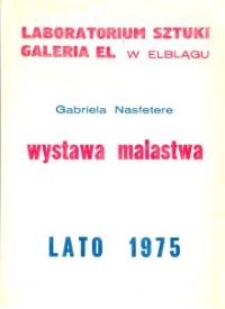 LABORATORIUM SZTUKI
GALERIA EL W ELBLĄGU
Gabriela Nasfetere
wystawa malastwa
LATO 1975